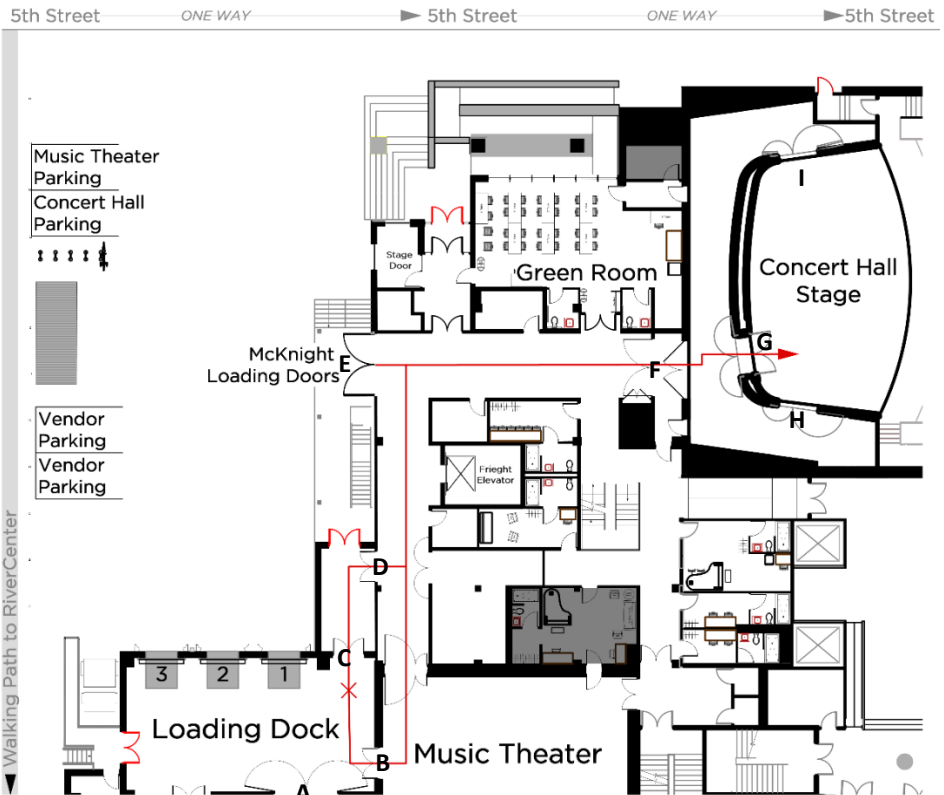 5th Street ONE WAY 5th Street ONE WAY 5th Street
Music Theater
Parking
Concert Hall
Parking
Vendor
Parking
Vendor
Parking
Walking Path to RiverCenter
Stage
Door
Green Room
Concert Hall
Stage
I
G
H
McKnight
Loading Doors
E
F
Frieght
Elevator
D
C
3 2 1
Loading Dock
B
Music Theater
A